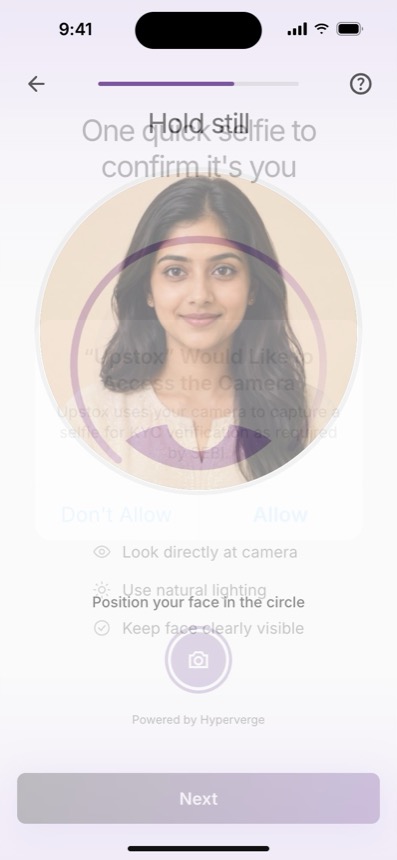 9:41
Hold still
One quick selfie to
confirm it's you
“Upstox” Would Like to
Access the Camera
Upstox uses your camera to capture a
selfie for KYC verification as required
by SEBI.
Don't Allow
Allow
Look directly at camera
Use natural lighting
Position your face in the circle
Keep face clearly visible
Powered by Hyperverge
Next